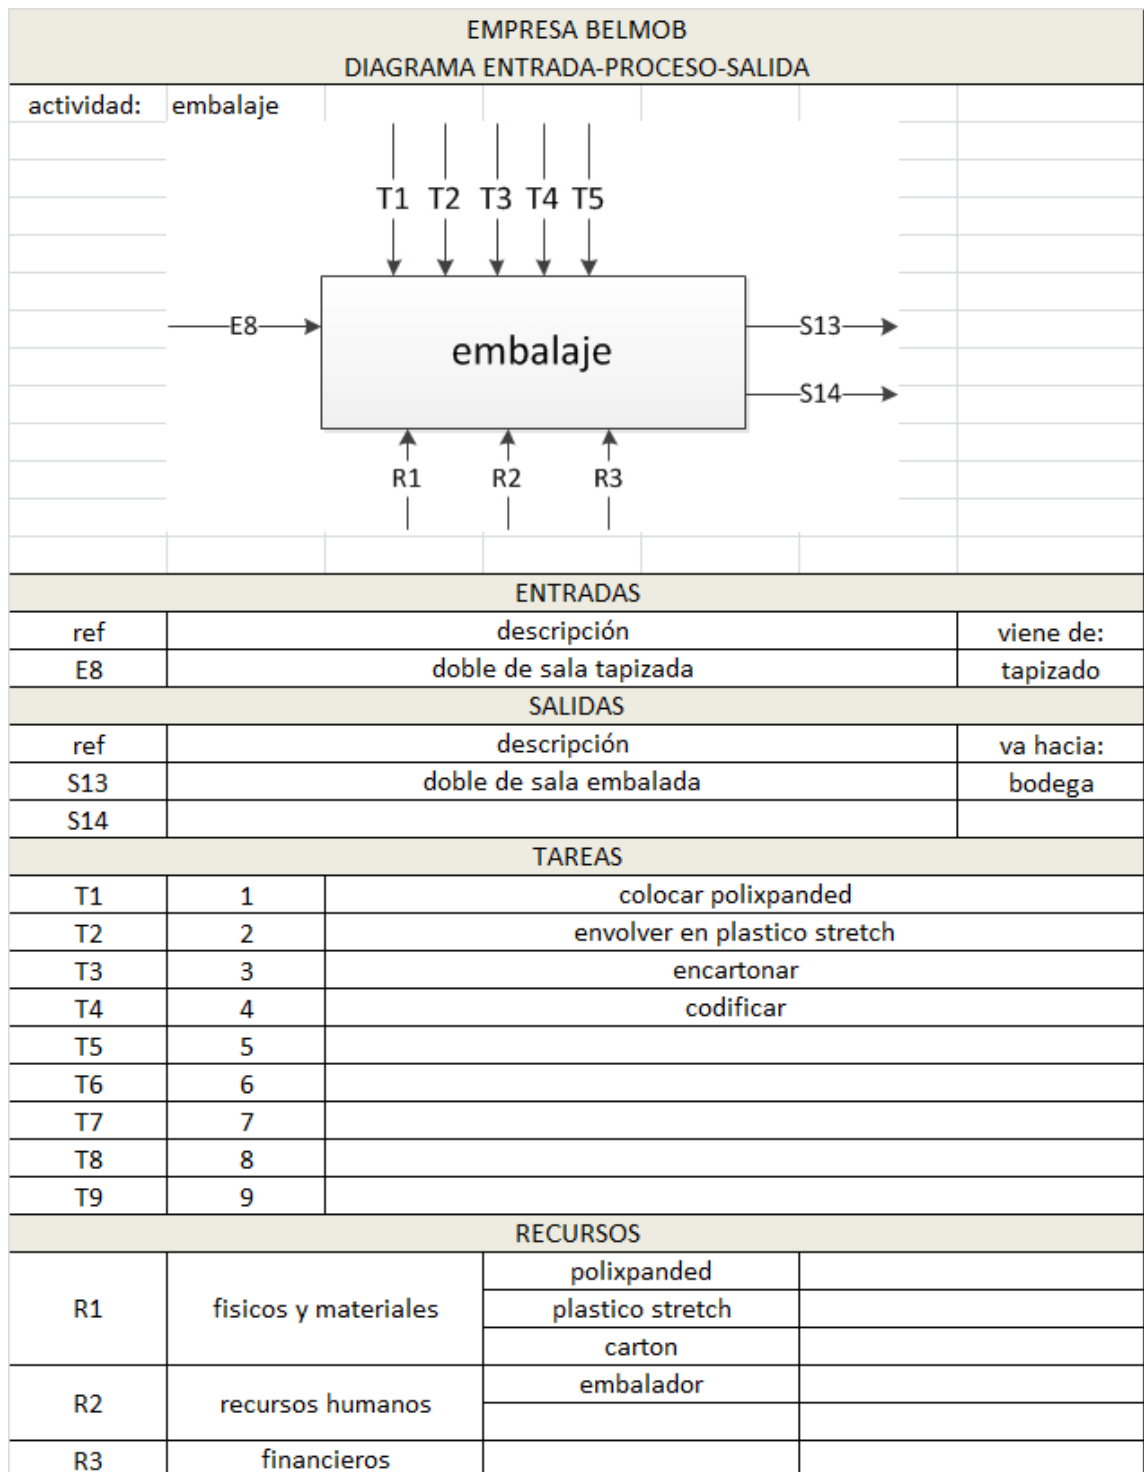 EMPRESA BELMOB
DIAGRAMA ENTRADA-PROCESO-SALIDA
actividad: embalaje
T1 T2 T3 T4 T5
E8
embalaje
S13
S14
R1 R2 R3
ENTRADAS
ref descripción viene de:
E8 doble de sala tapizada tapizado
SALIDAS
ref descripción va hacia:
S13 doble de sala embalada bodega
S14
TAREAS
T1 1 colocar polixpanded
T2 2 envolver en plastico stretch
T3 3 encartonar
T4 4 codificar
T5 5
T6 6
T7 7
T8 8
T9 9
RECURSOS
R1 fisicos y materiales polixpanded
plastico stretch
carton
R2 recursos humanos embalador
R3 financieros